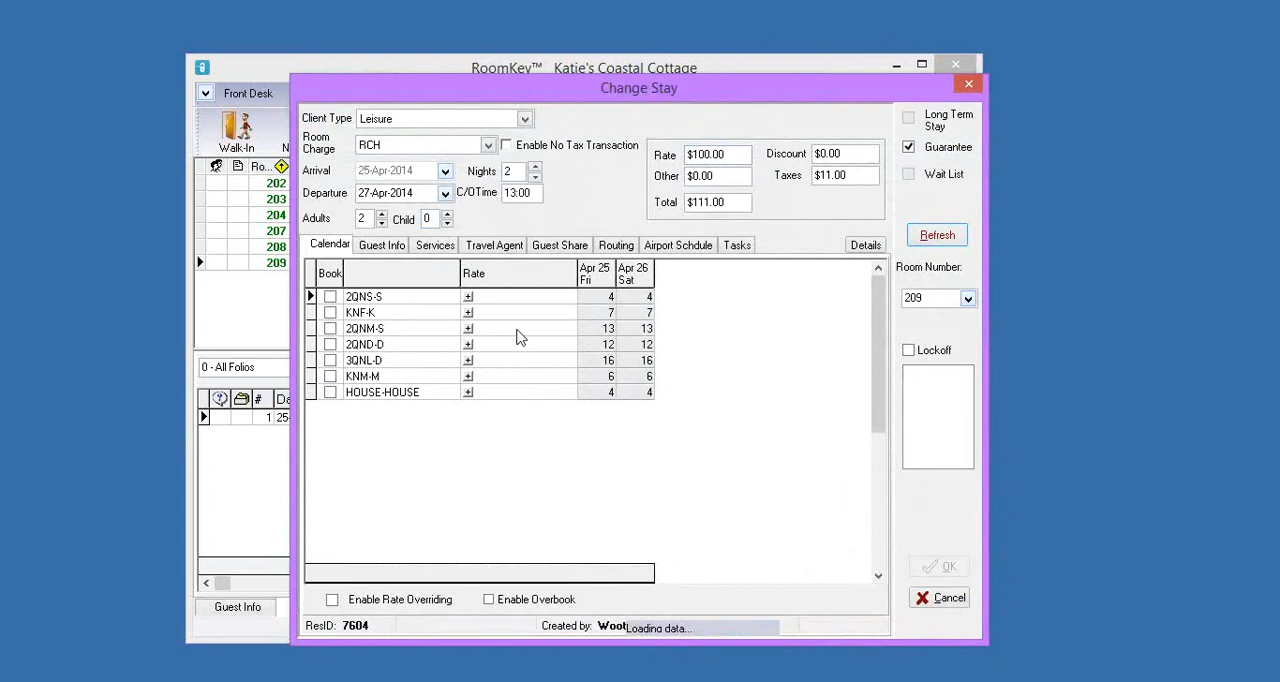 RoomKey™ Katie's Coastal Cottage
Change Stay
Front Desk
Walk-In N
Ro...
202
203
204
207
208
209
0 - All Folios
# Da
1 25-
Guest Info
Client Type Leisure
Room Charge RCH Enable No Tax Transaction
Arrival 25-Apr-2014 Nights 2
Departure 27-Apr-2014 C/O Time 13:00
Adults 2 Child 0
Rate $100.00 Discount $0.00
Other $0.00 Taxes $11.00
Total $111.00
Long Term Stay
Guarantee
Wait List
Refresh
Room Number:
209
Lockoff
OK
Cancel
Calendar Guest Info Services Travel Agent Guest Share Routing Airport Schdule Tasks Details
Book Rate Apr 25 Fri Apr 26 Sat
2QNS-S 4 4
KNF-K 7 7
2QNM-S 13 13
2QND-D 12 12
3QNL-D 16 16
KNM-M 6 6
HOUSE-HOUSE 4 4
Enable Rate Overriding Enable Overbook
ResID: 7604 Created by: Woot
Loading data...